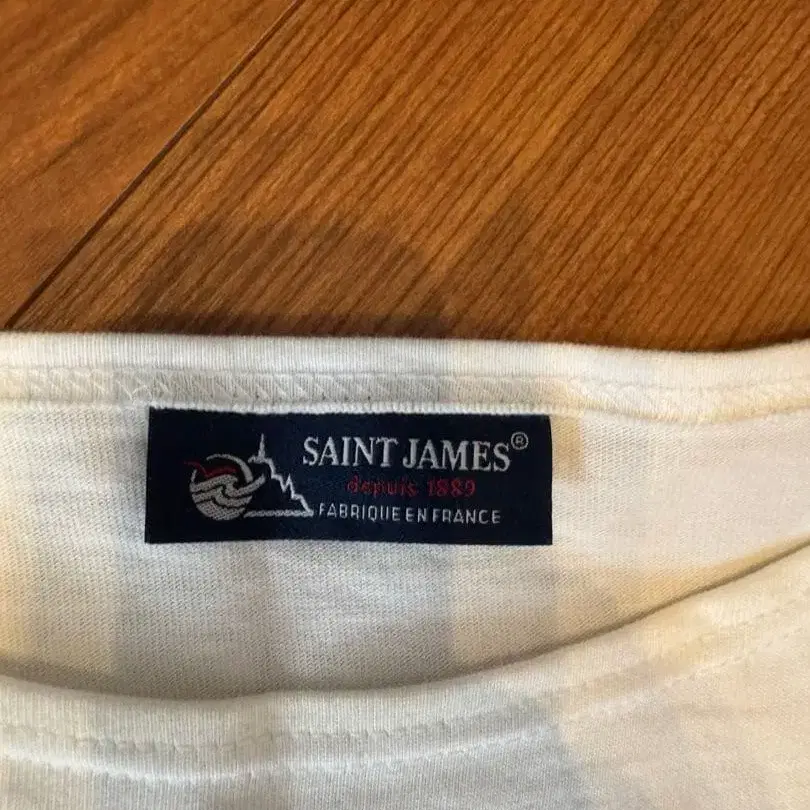 SAINT JAMES®
depuis 1889
FABRIQUE EN FRANCE